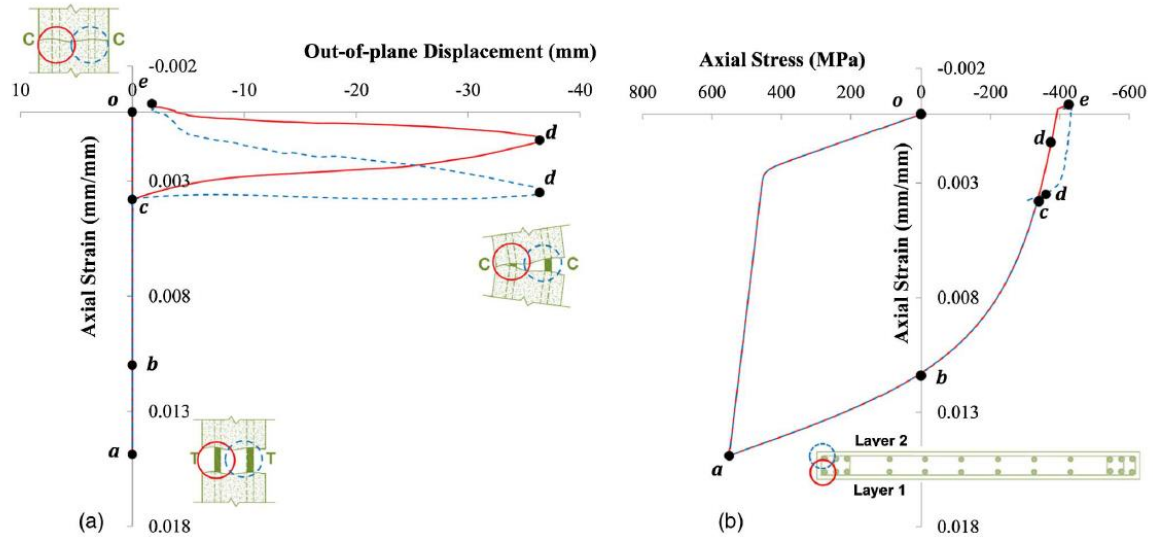 C C
Out-of-plane Displacement (mm)
-0.002
10 0 -10 -20 -30 -40
e
o
d
0.003
d
c
C C
Axial Strain (mm/mm)
0.008
b
0.013
a
T T
(a)
0.018
Axial Stress (MPa)
-0.002
800 600 400 200 0 -200 -400 -600
o
e
d
0.003
d
c
Axial Strain (mm/mm)
0.008
b
0.013
Layer 2
a
Layer 1
(b)
0.018